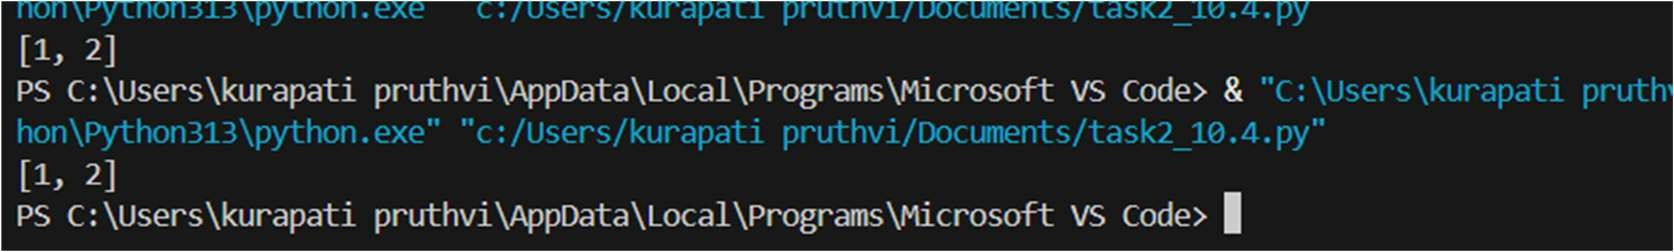 hon\Python313\python.exe" "c:/Users/kurapati pruthvi/Documents/task2_10.4.py
[1, 2]
PS C:\Users\kurapati pruthvi\AppData\Local\Programs\Microsoft VS Code> & "C:\Users\kurapati pruthv
hon\Python313\python.exe" "c:/Users/kurapati pruthvi/Documents/task2_10.4.py"
[1, 2]
PS C:\Users\kurapati pruthvi\AppData\Local\Programs\Microsoft VS Code>